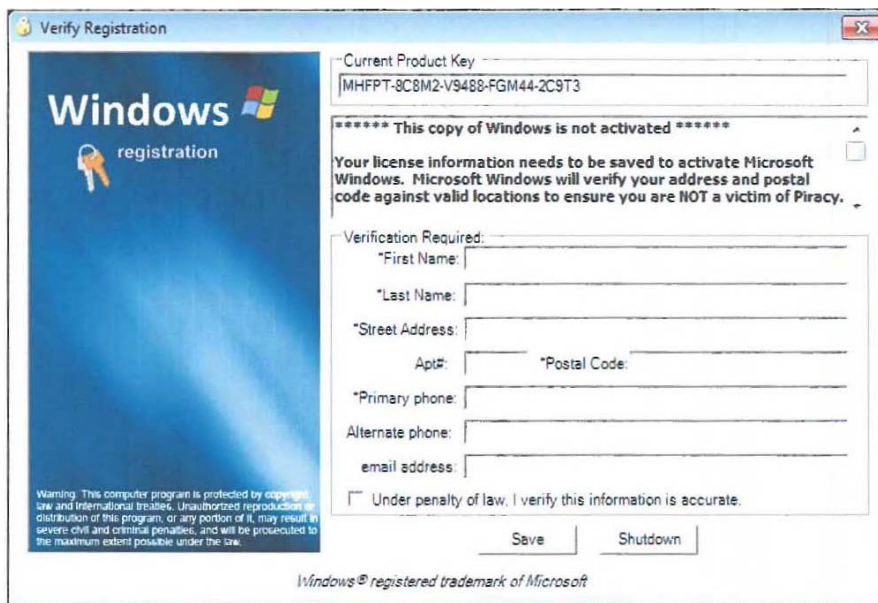 Verify Registration
Windows
registration
Warning: This computer program is protected by copyright
law and international treaties. Unauthorized reproduction or
distribution of this program, or any portion of it, may result in
severe civil and criminal penalties, and will be prosecuted to
the maximum extent possible under the law.
Current Product Key
MHFPT-8C8M2-V9488-FGM44-2C9T3
****** This copy of Windows is not activated ******
Your license information needs to be saved to activate Microsoft
Windows. Microsoft Windows will verify your address and postal
code against valid locations to ensure you are NOT a victim of Piracy.
Verification Required:
*First Name:
*Last Name:
*Street Address:
Apt#: *Postal Code:
*Primary phone:
Alternate phone:
email address:
Under penalty of law, I verify this information is accurate.
Save Shutdown
Windows® registered trademark of Microsoft